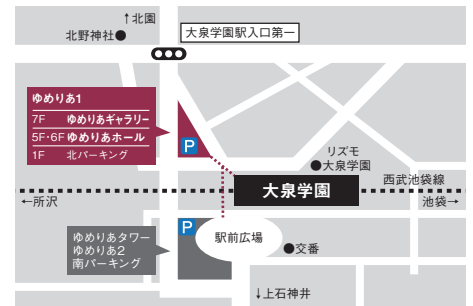 ↑北園
北野神社●
大泉学園駅入口第一
ゆめりあ1
7F ゆめりあギャラリー
5F・6F ゆめりあホール
1F 北パーキング
P
リズモ
●大泉学園
西武池袋線
大泉学園
←所沢
池袋→
P
ゆめりあタワー
ゆめりあ2
南パーキング
駅前広場
●交番
↓上石神井